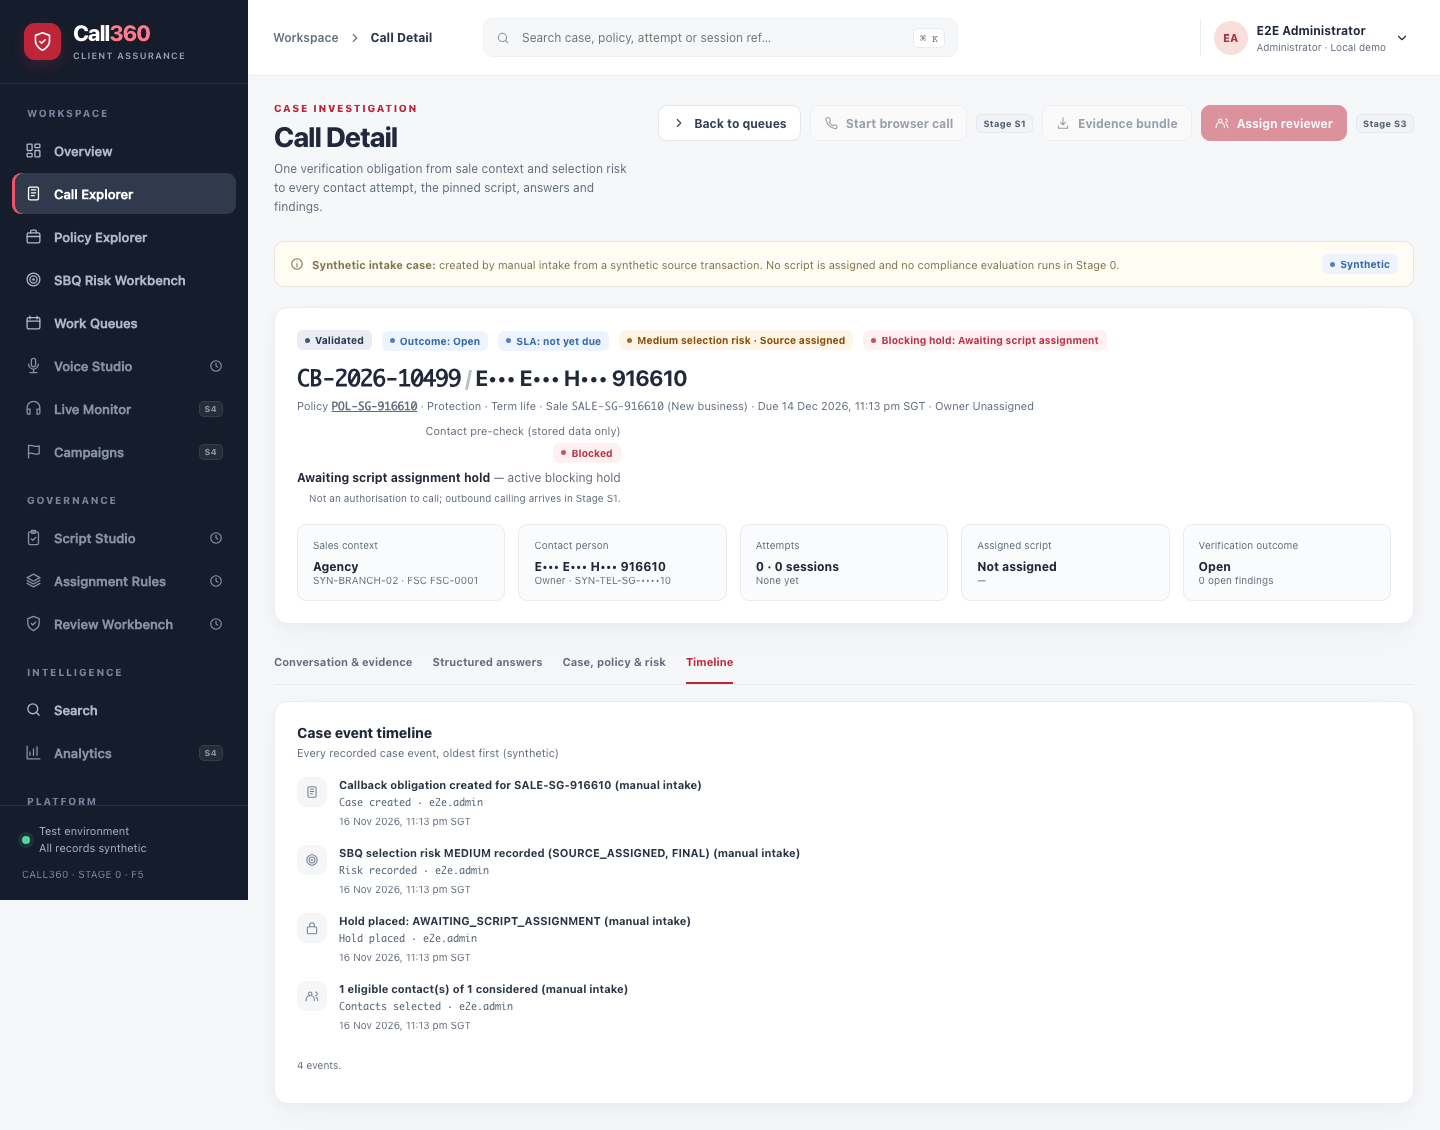 Call360
CLIENT ASSURANCE
WORKSPACE
Overview
Call Explorer
Policy Explorer
SBQ Risk Workbench
Work Queues
Voice Studio
Live Monitor S4
Campaigns S4
GOVERNANCE
Script Studio
Assignment Rules
Review Workbench
INTELLIGENCE
Search
Analytics S4
PLATFORM
Test environment
All records synthetic
CALL360 · STAGE 0 · F5
Workspace > Call Detail
Search case, policy, attempt or session ref... ⌘ K
EA
E2E Administrator
Administrator · Local demo
CASE INVESTIGATION
Call Detail
One verification obligation from sale context and selection risk
to every contact attempt, the pinned script, answers and
findings.
Back to queues
Start browser call
Stage S1
Evidence bundle
Assign reviewer
Stage S3
Synthetic intake case: created by manual intake from a synthetic source transaction. No script is assigned and no compliance evaluation runs in Stage 0.
Synthetic
Validated
Outcome: Open
SLA: not yet due
Medium selection risk · Source assigned
Blocking hold: Awaiting script assignment
CB-2026-10499 / E••• E••• H••• 916610
Policy POL-SG-916610 · Protection · Term life · Sale SALE-SG-916610 (New business) · Due 14 Dec 2026, 11:13 pm SGT · Owner Unassigned
Contact pre-check (stored data only)
Blocked
Awaiting script assignment hold — active blocking hold
Not an authorisation to call; outbound calling arrives in Stage S1.
Sales context
Agency
SYN-BRANCH-02 · FSC FSC-0001
Contact person
E••• E••• H••• 916610
Owner · SYN-TEL-SG-••••10
Attempts
0 · 0 sessions
None yet
Assigned script
Not assigned
—
Verification outcome
Open
0 open findings
Conversation & evidence
Structured answers
Case, policy & risk
Timeline
Case event timeline
Every recorded case event, oldest first (synthetic)
Callback obligation created for SALE-SG-916610 (manual intake)
Case created · e2e.admin
16 Nov 2026, 11:13 pm SGT
SBQ selection risk MEDIUM recorded (SOURCE_ASSIGNED, FINAL) (manual intake)
Risk recorded · e2e.admin
16 Nov 2026, 11:13 pm SGT
Hold placed: AWAITING_SCRIPT_ASSIGNMENT (manual intake)
Hold placed · e2e.admin
16 Nov 2026, 11:13 pm SGT
1 eligible contact(s) of 1 considered (manual intake)
Contacts selected · e2e.admin
16 Nov 2026, 11:13 pm SGT
4 events.